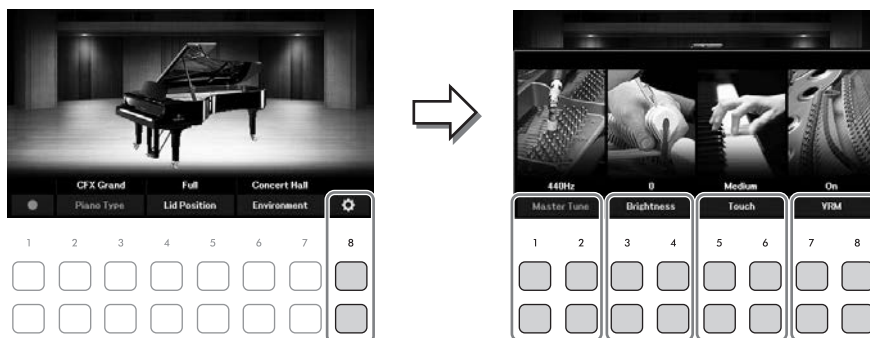 CFX Grand Full Concert Hall
Piano Type Lid Position Environment
1 2 3 4 5 6 7 8
440Hz 0 Medium On
Master Tune Brightness Touch VRM
1 2 3 4 5 6 7 8